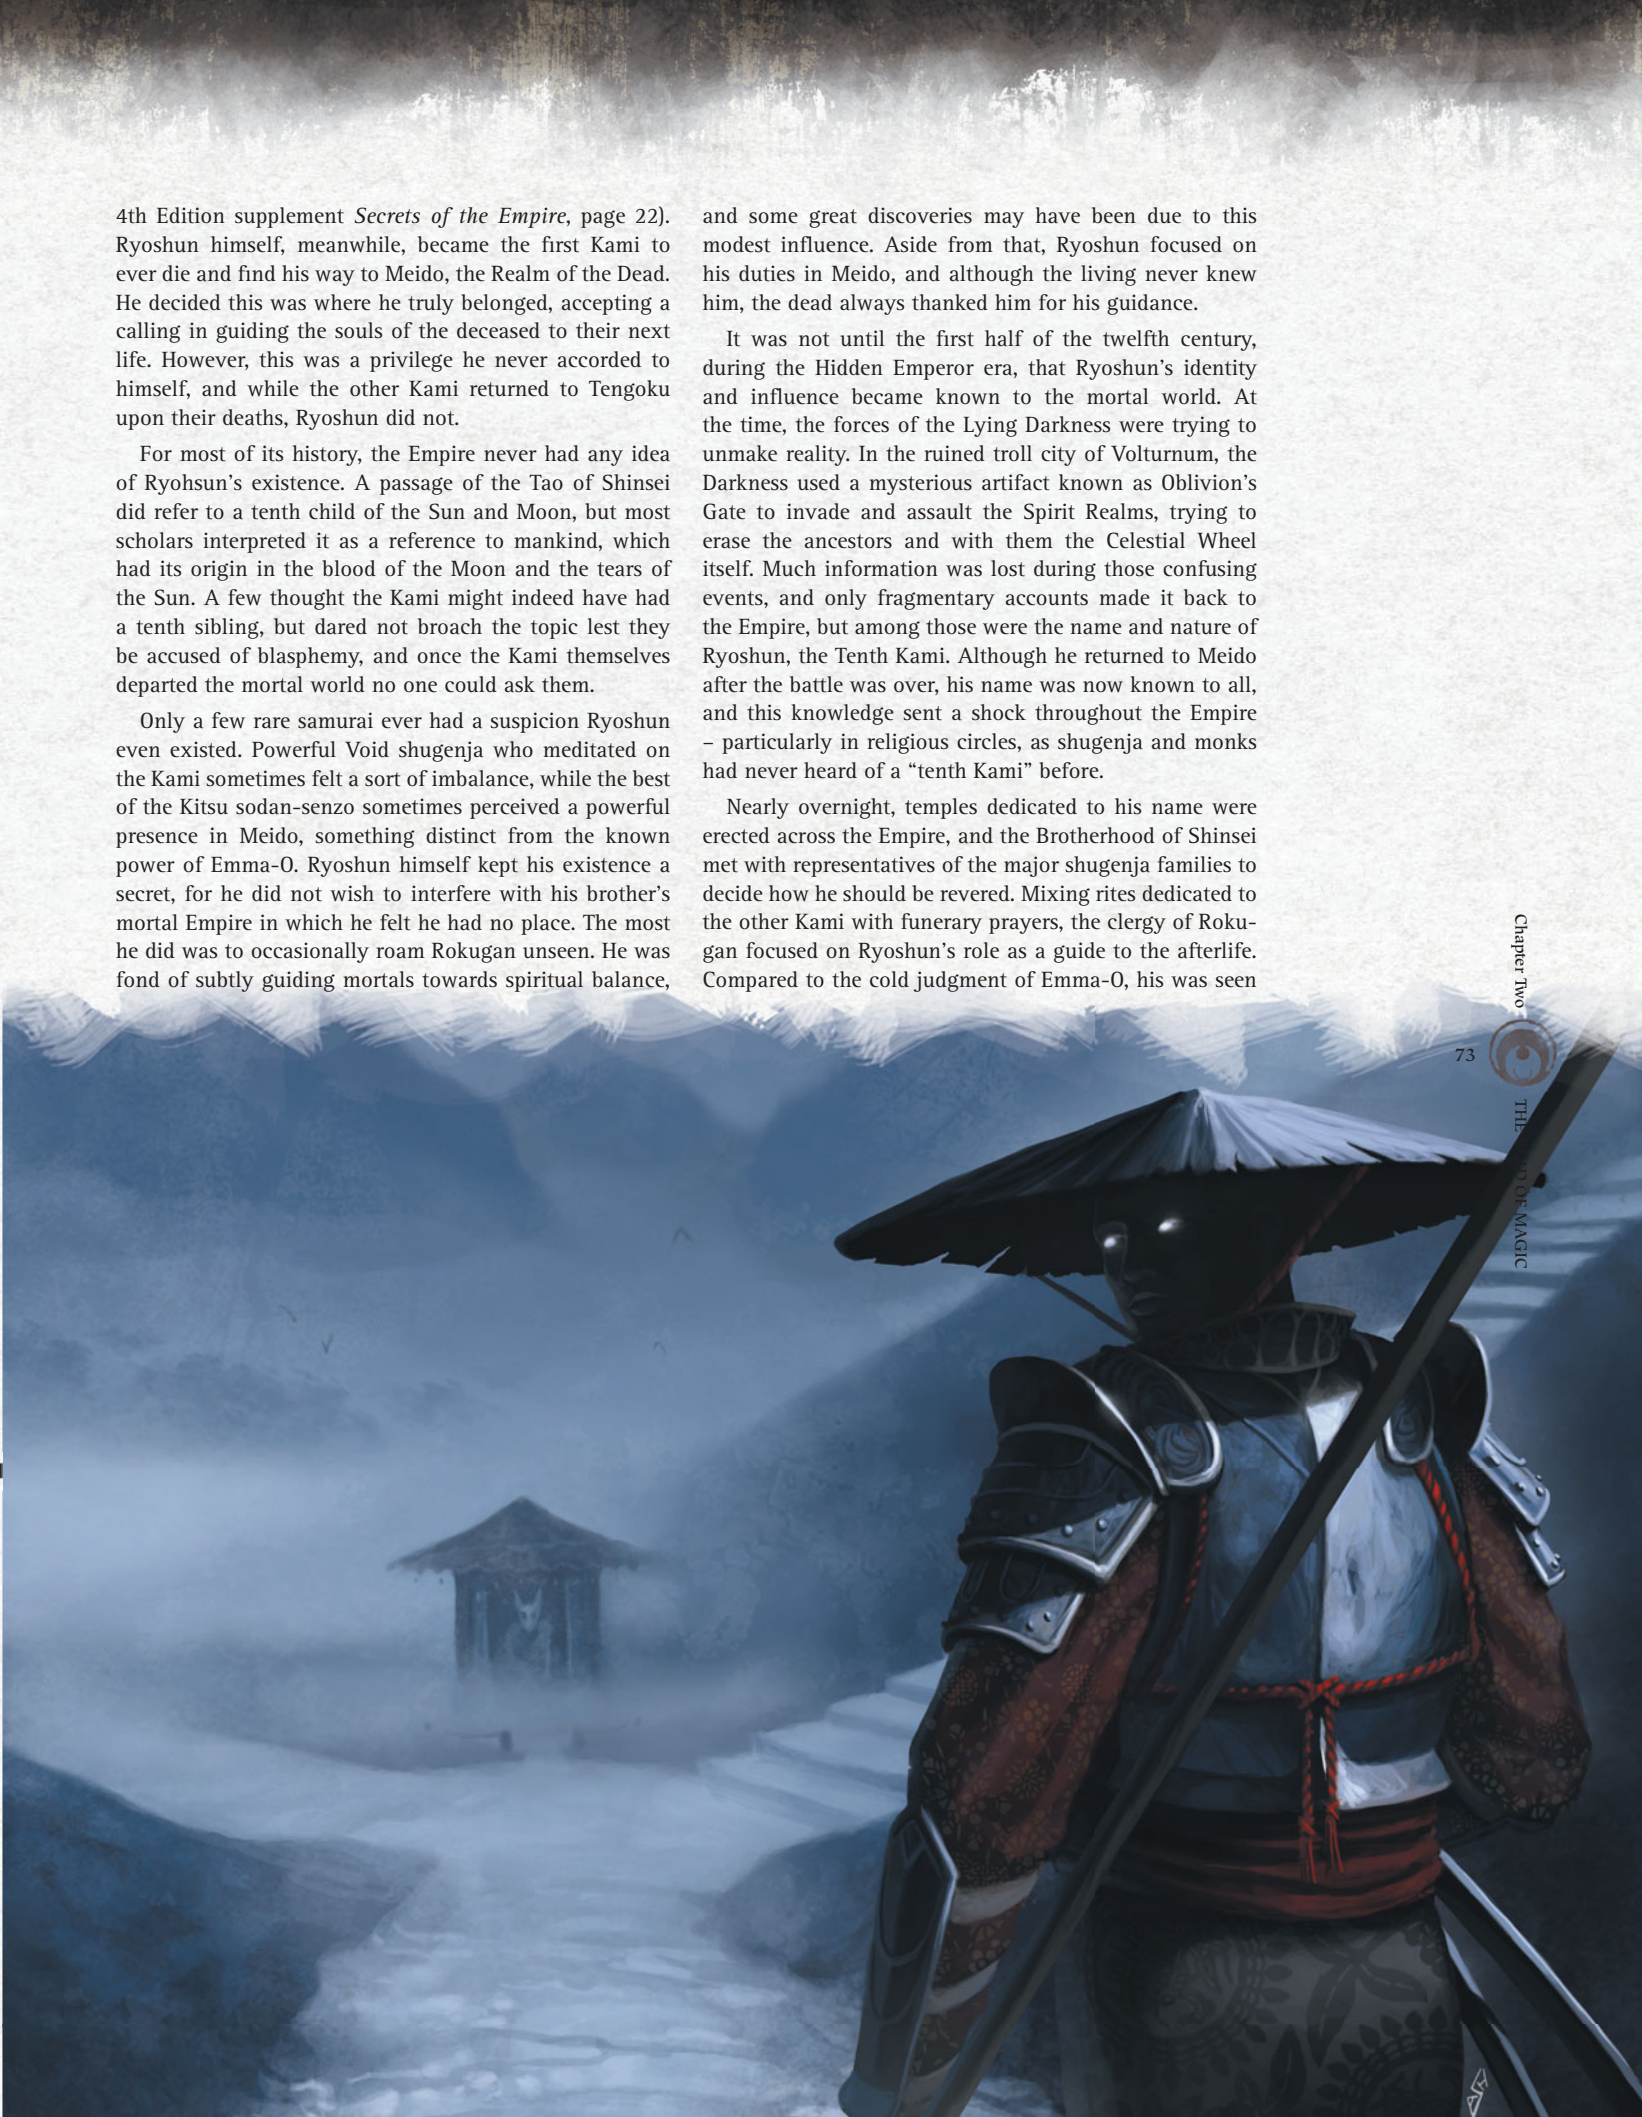 4th Edition supplement Secrets of the Empire, page 22).
Ryoshun himself, meanwhile, became the first Kami to
ever die and find his way to Meido, the Realm of the Dead.
He decided this was where he truly belonged, accepting a
calling in guiding the souls of the deceased to their next
life. However, this was a privilege he never accorded to
himself, and while the other Kami returned to Tengoku
upon their deaths, Ryoshun did not.
For most of its history, the Empire never had any idea
of Ryohsun's existence. A passage of the Tao of Shinsei
did refer to a tenth child of the Sun and Moon, but most
scholars interpreted it as a reference to mankind, which
had its origin in the blood of the Moon and the tears of
the Sun. A few thought the Kami might indeed have had
a tenth sibling, but dared not broach the topic lest they
be accused of blasphemy, and once the Kami themselves
departed the mortal world no one could ask them.
Only a few rare samurai ever had a suspicion Ryoshun
even existed. Powerful Void shugenja who meditated on
the Kami sometimes felt a sort of imbalance, while the best
of the Kitsu sodan-senzo sometimes perceived a powerful
presence in Meido, something distinct from the known
power of Emma-O. Ryoshun himself kept his existence a
secret, for he did not wish to interfere with his brother's
mortal Empire in which he felt he had no place. The most
he did was to occasionally roam Rokugan unseen. He was
fond of subtly guiding mortals towards spiritual balance,
and some great discoveries may have been due to this
modest influence. Aside from that, Ryoshun focused on
his duties in Meido, and although the living never knew
him, the dead always thanked him for his guidance.
It was not until the first half of the twelfth century,
during the Hidden Emperor era, that Ryoshun's identity
and influence became known to the mortal world. At
the time, the forces of the Lying Darkness were trying to
unmake reality. In the ruined troll city of Volturnum, the
Darkness used a mysterious artifact known as Oblivion's
Gate to invade and assault the Spirit Realms, trying to
erase the ancestors and with them the Celestial Wheel
itself. Much information was lost during those confusing
events, and only fragmentary accounts made it back to
the Empire, but among those were the name and nature of
Ryoshun, the Tenth Kami. Although he returned to Meido
after the battle was over, his name was now known to all,
and this knowledge sent a shock throughout the Empire
– particularly in religious circles, as shugenja and monks
had never heard of a “tenth Kami” before.
Nearly overnight, temples dedicated to his name were
erected across the Empire, and the Brotherhood of Shinsei
met with representatives of the major shugenja families to
decide how he should be revered. Mixing rites dedicated to
the other Kami with funerary prayers, the clergy of Roku-
gan focused on Ryoshun's role as a guide to the afterlife.
Compared to the cold judgment of Emma-O, his was seen
Chapter Two
73
THE OF MAGIC